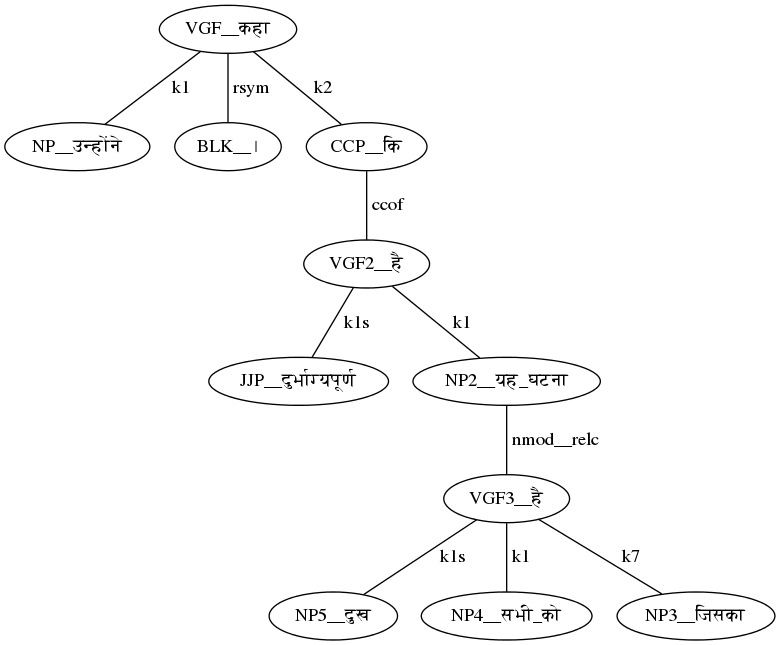 VGF__कहा
k1
rsym
k2
NP__उन्होंने
BLK__।
CCP__कि
ccof
VGF2__है
k1s
k1
JJP__दुर्भाग्यपूर्ण
NP2__यह_घटना
nmod__relc
VGF3__है
k1s
k1
k7
NP5__दुख
NP4__सभी_को
NP3__जिसका